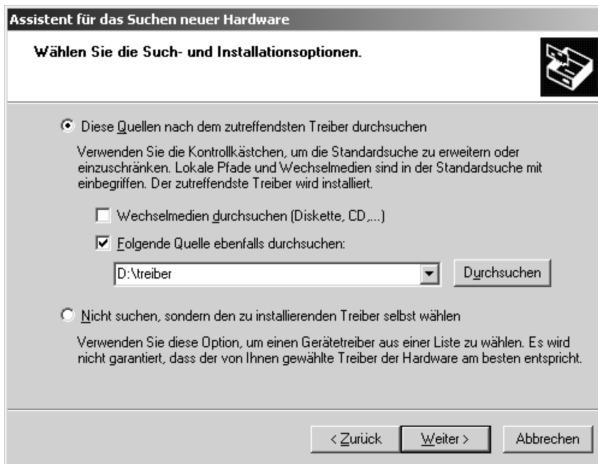 Assistent für das Suchen neuer Hardware
Wählen Sie die Such- und Installationsoptionen.
Diese Quellen nach dem zutreffendsten Treiber durchsuchen
Verwenden Sie die Kontrollkästchen, um die Standardsuche zu erweitern oder
einzuschränken. Lokale Pfade und Wechselmedien sind in der Standardsuche mit
einbegriffen. Der zutreffendste Treiber wird installiert.
Wechselmedien durchsuchen (Diskette, CD,...)
Folgende Quelle ebenfalls durchsuchen:
D:\treiber Durchsuchen
Nicht suchen, sondern den zu installierenden Treiber selbst wählen
Verwenden Sie diese Option, um einen Gerätetreiber aus einer Liste zu wählen. Es wird
nicht garantiert, dass der von Ihnen gewählte Treiber der Hardware am besten entspricht.
< Zurück Weiter > Abbrechen